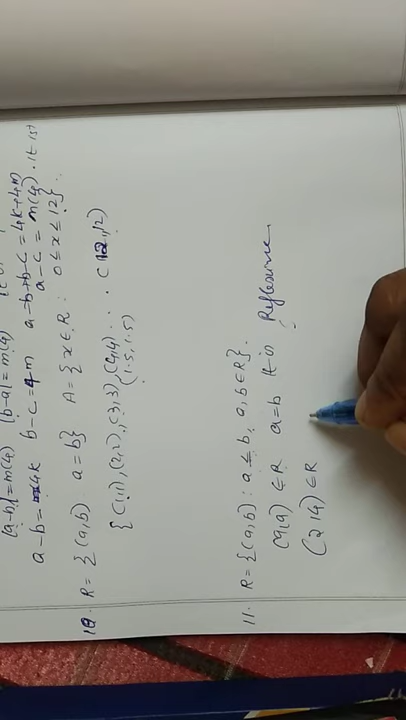 |a-b| = m(4) |b-a| = m(4)
a-b = 4k b-c = 4m a-b+b-c = 4k+4m
a-c = m(4). It is
10. R = {(a,b) a=b} A = {x∈R : 0≤x≤12}.
{(1,1),(2,2),(3,3),(4,4) . . . (12,12)
(1.5,1.5)
11. R = {(a,b) : a≤b, a,b∈R}.
(a,a) ∈R a=b It is Reflexive
(2,4) ∈R